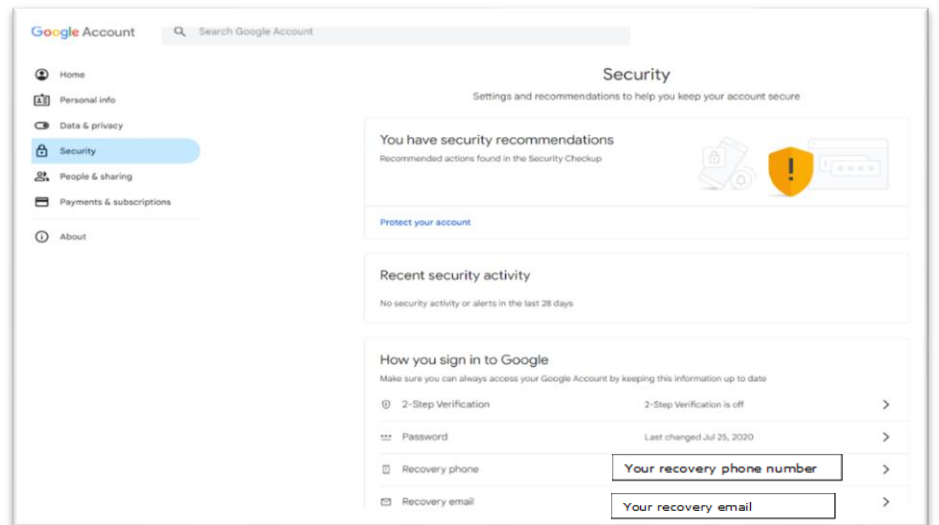 Google Account
Search Google Account
Home
Personal info
Data & privacy
Security
People & sharing
Payments & subscriptions
About
Security
Settings and recommendations to help you keep your account secure
You have security recommendations
Recommended actions found in the Security Checkup
Protect your account
Recent security activity
No security activity or alerts in the last 28 days
How you sign in to Google
Make sure you can always access your Google Account by keeping this information up to date
2-Step Verification 2-Step Verification is off
Password Last changed Jul 25, 2020
Recovery phone Your recovery phone number
Recovery email Your recovery email